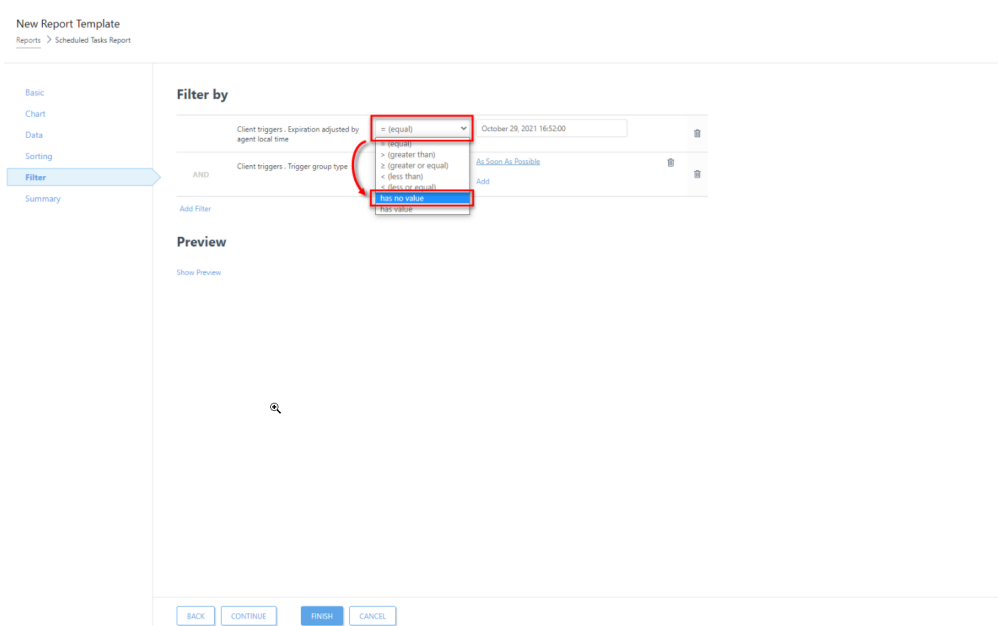 New Report Template
Reports > Scheduled Tasks Report
Basic
Chart
Data
Sorting
Filter
Summary
Filter by
Client triggers . Expiration adjusted by
agent local time
= (equal)
October 29, 2021 16:52:00
= (equal)
> (greater than)
≥ (greater or equal)
< (less than)
≤ (less or equal)
has no value
has value
AND
Client triggers . Trigger group type
As Soon As Possible
Add
Add Filter
Preview
Show Preview
BACK
CONTINUE
FINISH
CANCEL